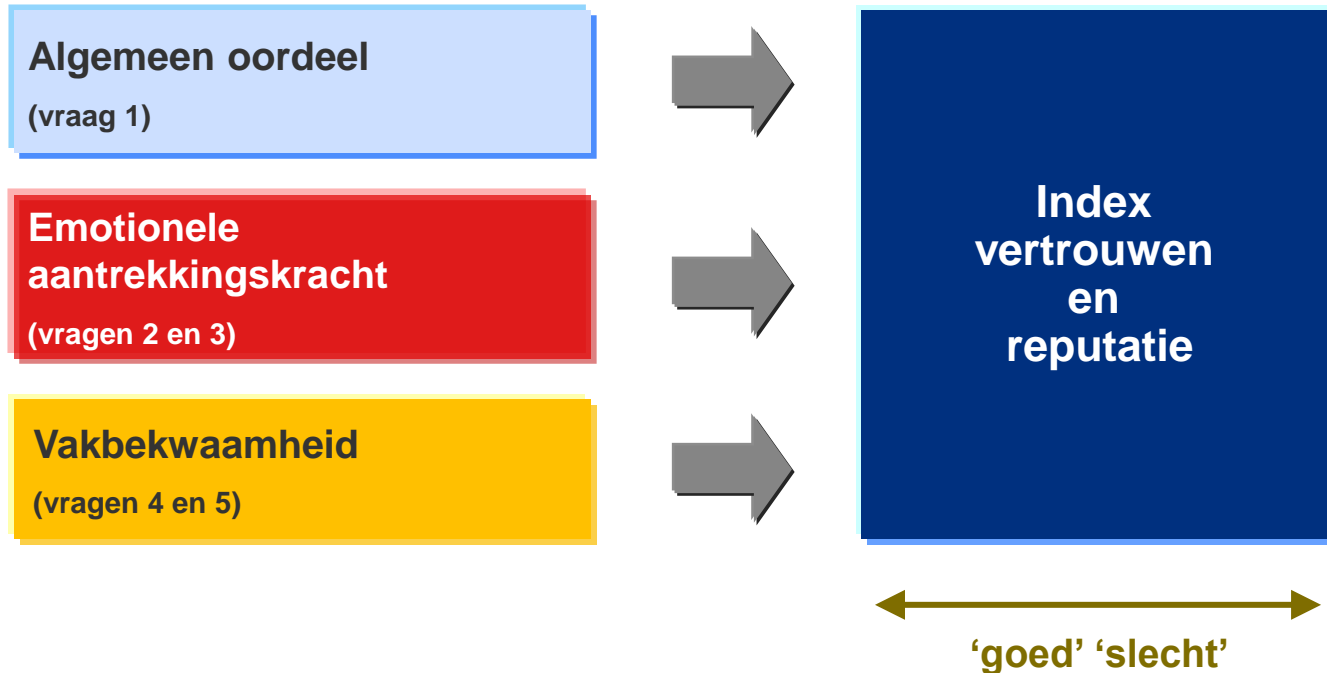 Algemeen oordeel
(vraag 1)
Emotionele
aantrekkingskracht
(vragen 2 en 3)
Vakbekwaamheid
(vragen 4 en 5)
Index
vertrouwen
en
reputatie
‘goed’ ‘slecht’